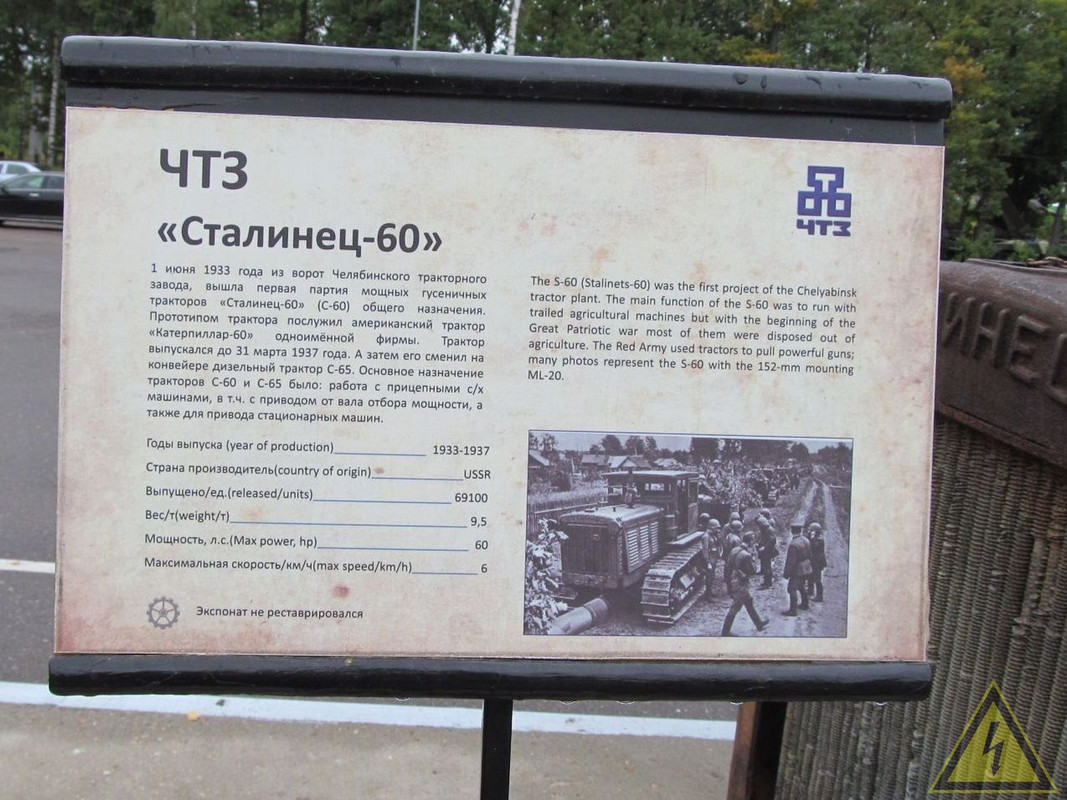 ЧТЗ
«Сталинец-60»
ЧТЗ
1 июня 1933 года из ворот Челябинского тракторного
завода, вышла первая партия мощных гусеничных
тракторов «Сталинец-60» (С-60) общего назначения.
Прототипом трактора послужил американский трактор
«Катерпиллар-60» одноимённой фирмы. Трактор
выпускался до 31 марта 1937 года. А затем его сменил на
конвейере дизельный трактор С-65. Основное назначение
тракторов С-60 и С-65 было: работа с прицепными с/х
машинами, в т.ч. с приводом от вала отбора мощности, а
также для привода стационарных машин.
The S-60 (Stalinets-60) was the first project of the Chelyabinsk
tractor plant. The main function of the S-60 was to run with
trailed agricultural machines but with the beginning of the
Great Patriotic war most of them were disposed out of
agriculture. The Red Army used tractors to pull powerful guns;
many photos represent the S-60 with the 152-mm mounting
ML-20.
Годы выпуска (year of production) 1933-1937
Страна производитель(country of origin) USSR
Выпущено/ед.(released/units) 69100
Вес/т(weight/т) 9,5
Мощность, л.с.(Max power, hp) 60
Максимальная скорость/км/ч(max speed/km/h) 6
Экспонат не реставрировался